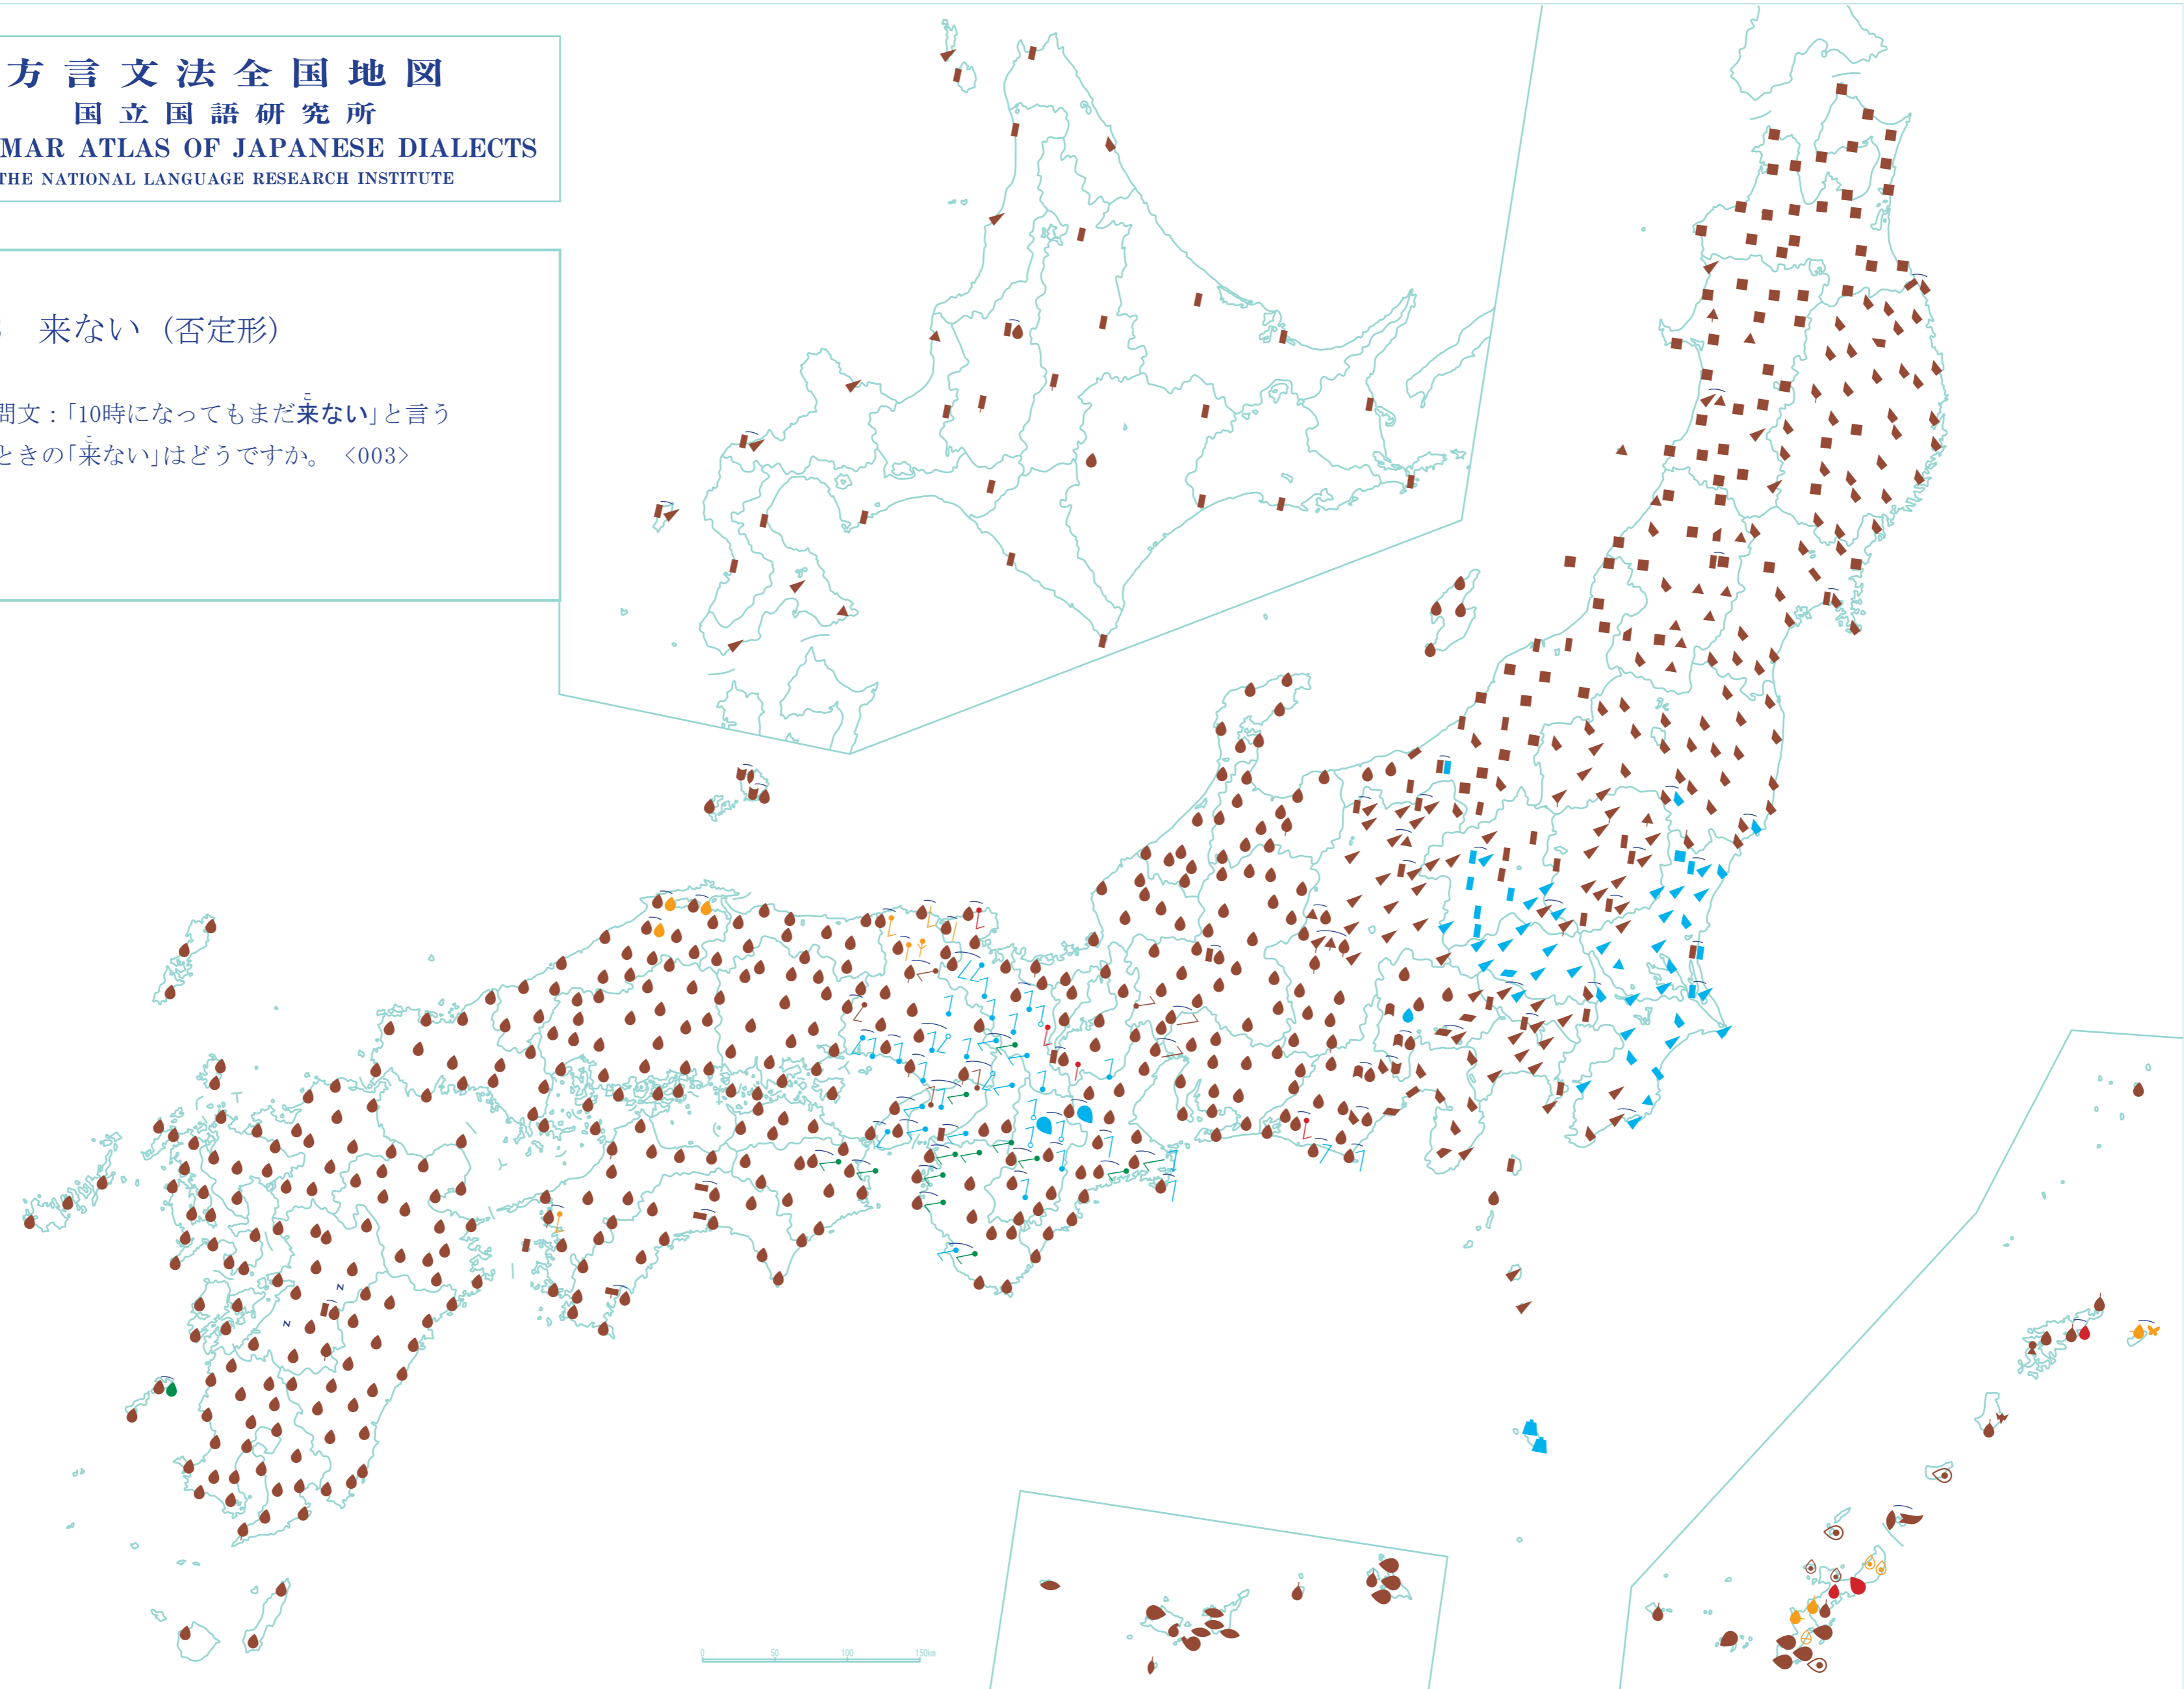 方言文法全国地図
国立国語研究所
MAR ATLAS OF JAPANESE DIALECTS
THE NATIONAL LANGUAGE RESEARCH INSTITUTE
来ない（否定形）
こ
問文：「10時になってもまだ来ない」と言う
こ
ときの「来ない」はどうですか。〈003〉
N
N
0 50 100 150km